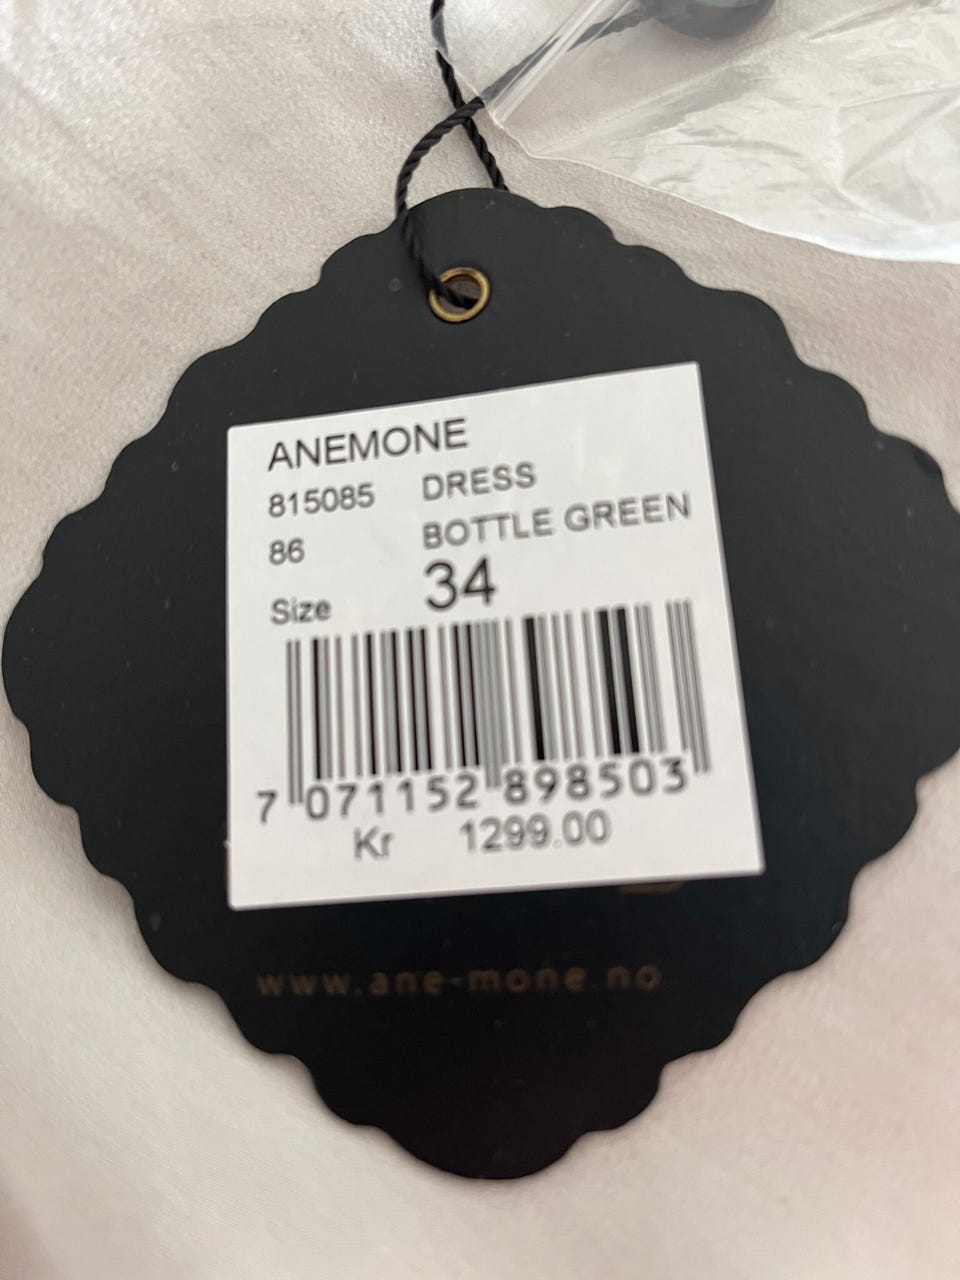 ANEMONE
815085 DRESS
86 BOTTLE GREEN
Size 34
7 071152 898503
Kr 1299.00
www.ane-mone.no